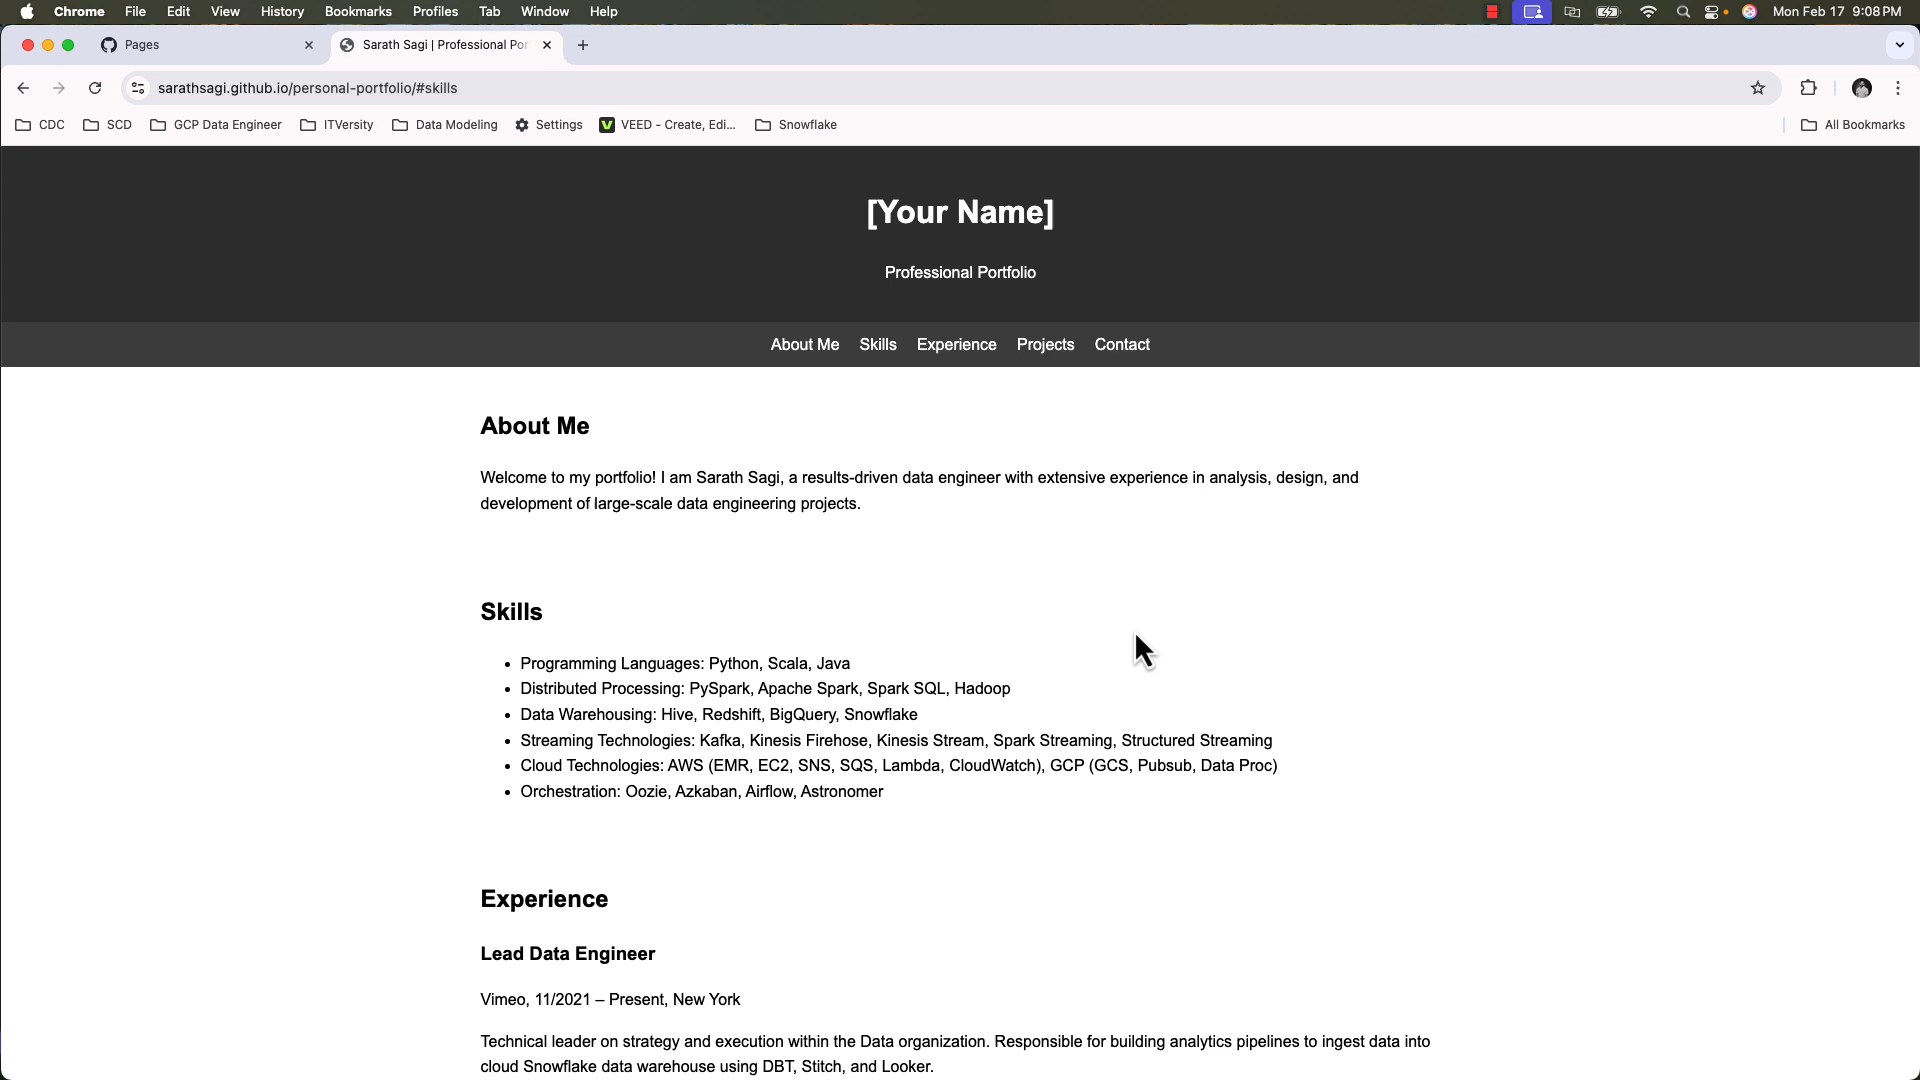 Chrome File Edit View History Bookmarks Profiles Tab Window Help Mon Feb 17 9:08 PM
Pages Sarath Sagi | Professional Por
sarathsagi.github.io/personal-portfolio/#skills
CDC SCD GCP Data Engineer ITVersity Data Modeling Settings VEED - Create, Edi... Snowflake All Bookmarks
[Your Name]
Professional Portfolio
About Me Skills Experience Projects Contact
About Me
Welcome to my portfolio! I am Sarath Sagi, a results-driven data engineer with extensive experience in analysis, design, and
development of large-scale data engineering projects.
Skills
• Programming Languages: Python, Scala, Java
• Distributed Processing: PySpark, Apache Spark, Spark SQL, Hadoop
• Data Warehousing: Hive, Redshift, BigQuery, Snowflake
• Streaming Technologies: Kafka, Kinesis Firehose, Kinesis Stream, Spark Streaming, Structured Streaming
• Cloud Technologies: AWS (EMR, EC2, SNS, SQS, Lambda, CloudWatch), GCP (GCS, Pubsub, Data Proc)
• Orchestration: Oozie, Azkaban, Airflow, Astronomer
Experience
Lead Data Engineer
Vimeo, 11/2021 – Present, New York
Technical leader on strategy and execution within the Data organization. Responsible for building analytics pipelines to ingest data into
cloud Snowflake data warehouse using DBT, Stitch, and Looker.